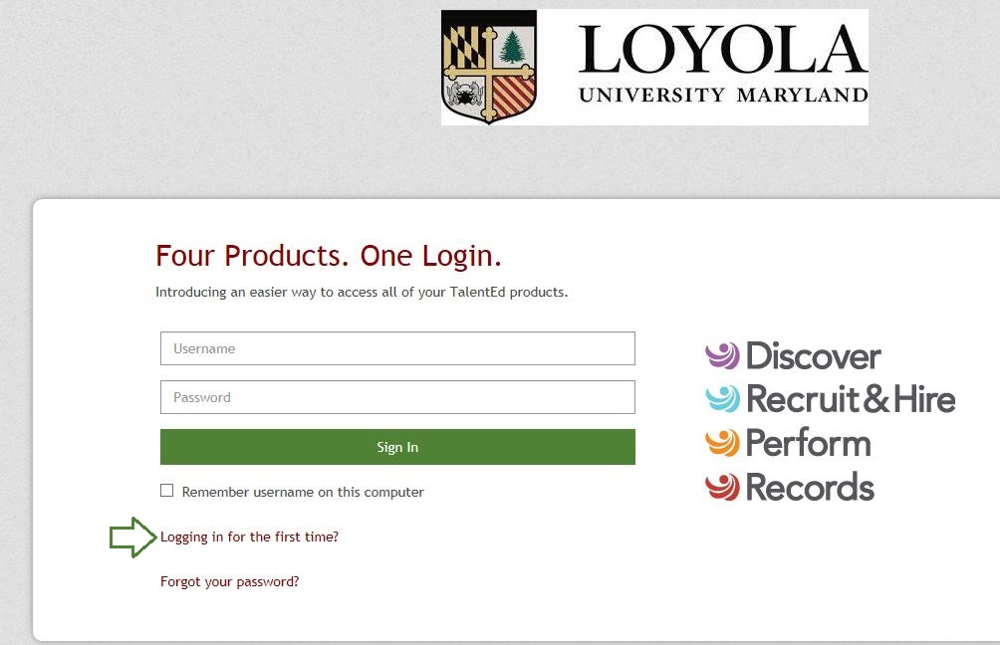 LOYOLA
UNIVERSITY MARYLAND
Four Products. One Login.
Introducing an easier way to access all of your TalentEd products.
Username
Password
Sign In
Remember username on this computer
Logging in for the first time?
Forgot your password?
Discover
Recruit & Hire
Perform
Records